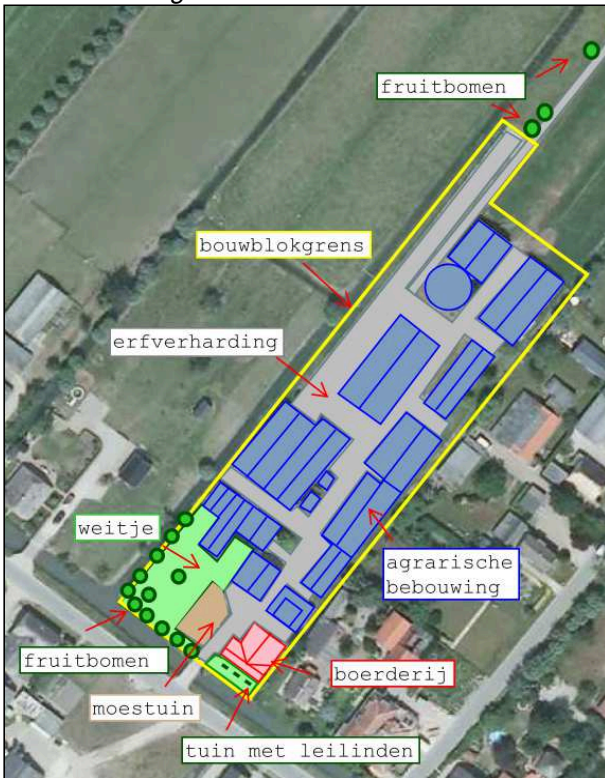 fruitbomen
bouwblokgrens
erfverharding
weitje
agrarische
bebouwing
fruitbomen
boerderij
moestuin
tuin met leilinden